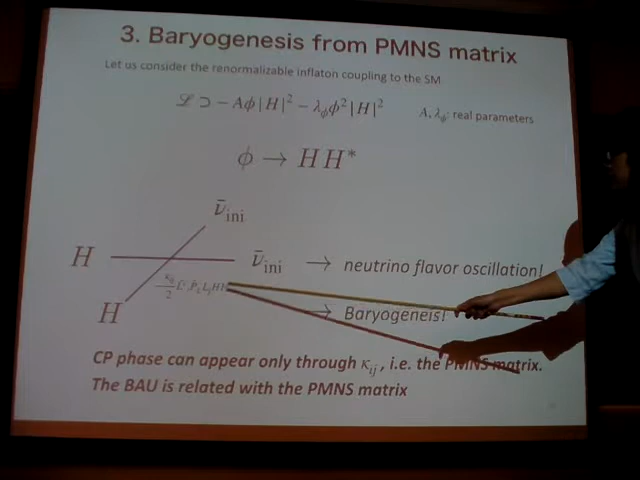 3. Baryogenesis from PMNS matrix
Let us consider the renormalizable inflaton coupling to the SM
ℒ ⊃ −Aϕ|H|² − λ_ϕϕ²|H|² A, λ_ϕ: real parameters
ϕ → HH*
ν̄_ini
H ν̄_ini → neutrino flavor oscillation!
H → Baryogeneis!
CP phase can appear only through κ_ij, i.e. the PMNS matrix.
The BAU is related with the PMNS matrix